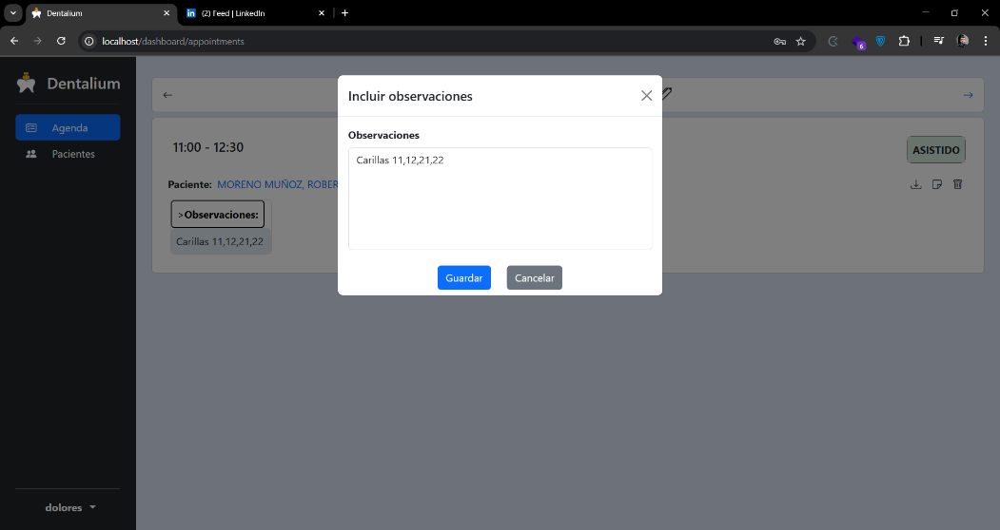 Dentalium
(2) Feed | LinkedIn
localhost/dashboard/appointments
6
Dentalium
Agenda
Pacientes
dolores
11:00 - 12:30
ASISTIDO
Paciente: MORENO MUÑOZ, ROBER
>Observaciones:
Carillas 11,12,21,22
Incluir observaciones
Observaciones
Carillas 11,12,21,22
Guardar
Cancelar